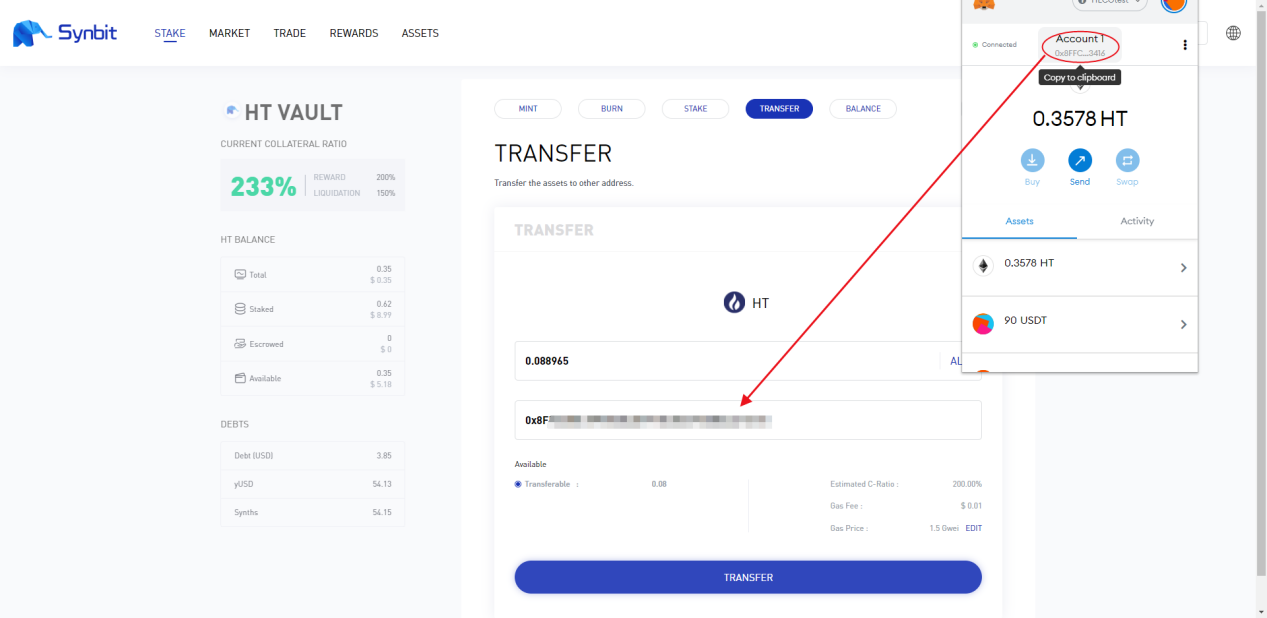 Synbit
STAKE MARKET TRADE REWARDS ASSETS
HT VAULT
CURRENT COLLATERAL RATIO
233%
REWARD 200%
LIQUIDATION 150%
HT BALANCE
Total 0.35
$ 0.35
Staked 0.62
$ 8.99
Escrowed 0
$ 0
Available 0.35
$ 5.18
DEBTS
Debt (USD) 3.85
yUSD 54.13
Synths 54.15
MINT BURN STAKE TRANSFER BALANCE
TRANSFER
Transfer the assets to other address.
TRANSFER
HT
0.088965
0x8F
Available
Transferable : 0.08
Estimated C-Ratio : 200.00%
Gas Fee : $ 0.01
Gas Price : 1.5 Gwei EDIT
TRANSFER
Connected
Account 1
0x8FFC...3416
Copy to clipboard
0.3578 HT
Buy Send Swap
Assets Activity
0.3578 HT
90 USDT